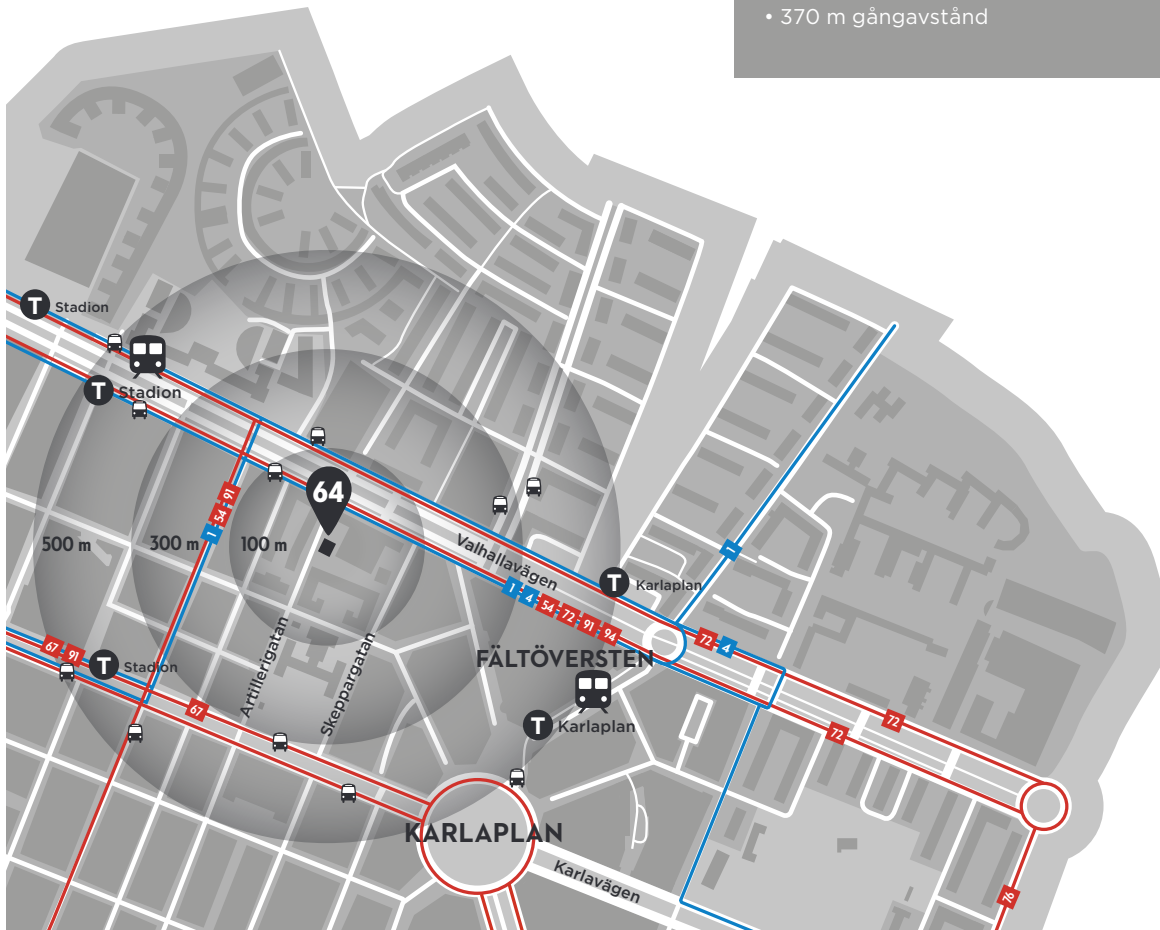 • 370 m gångavstånd
T Stadion
T Stadion
64
91
54
1
500 m
300 m
100 m
Valhallavägen
1
T Karlaplan
1 4 54 72 91 94
72 4
67 91
T Stadion
FÄLTÖVERSTEN
Artillerigatan
Skeppargatan
67
T Karlaplan
72
72
KARLAPLAN
Karlavägen
76